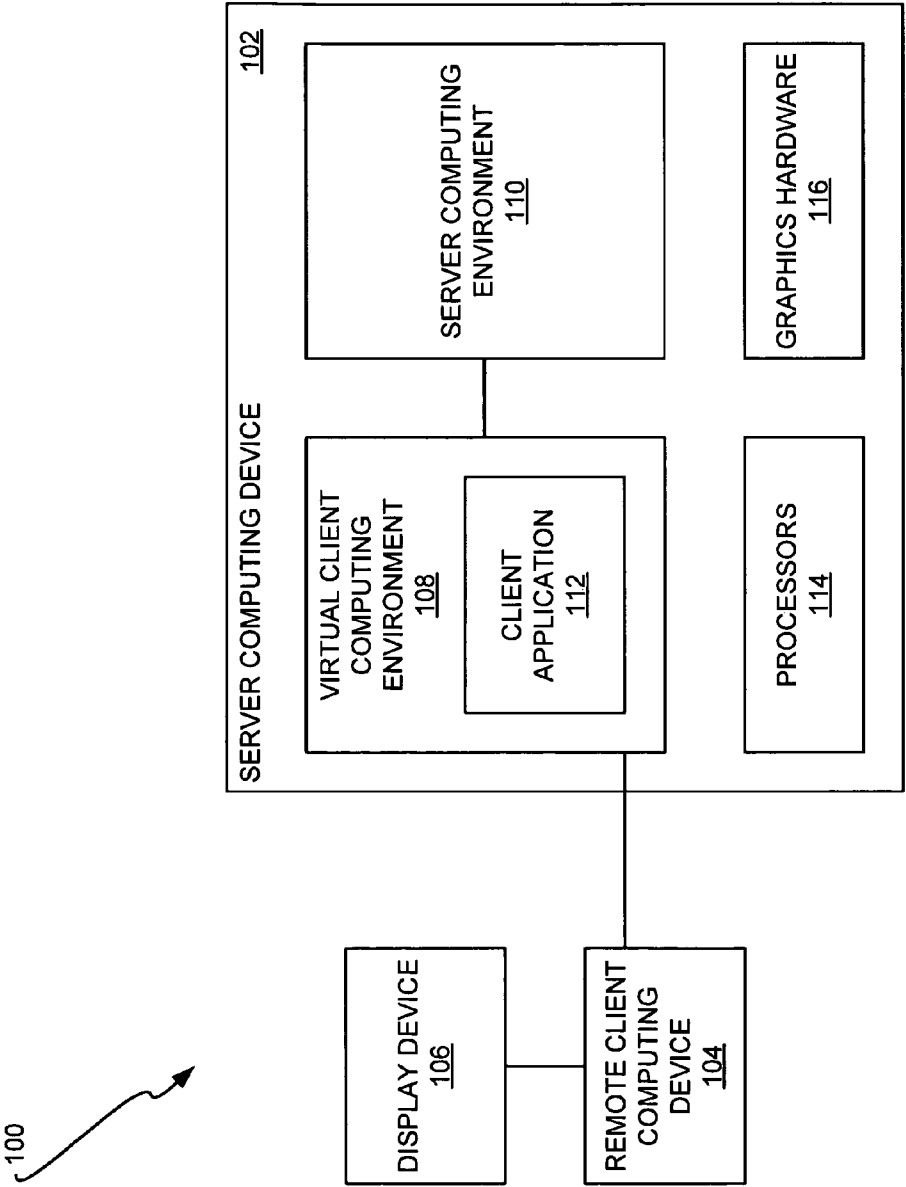 100
SERVER COMPUTING DEVICE
102
VIRTUAL CLIENT
COMPUTING
ENVIRONMENT
108
CLIENT
APPLICATION
112
SERVER COMPUTING
ENVIRONMENT
110
DISPLAY DEVICE
106
REMOTE CLIENT
COMPUTING
DEVICE
104
PROCESSORS
114
GRAPHICS HARDWARE
116